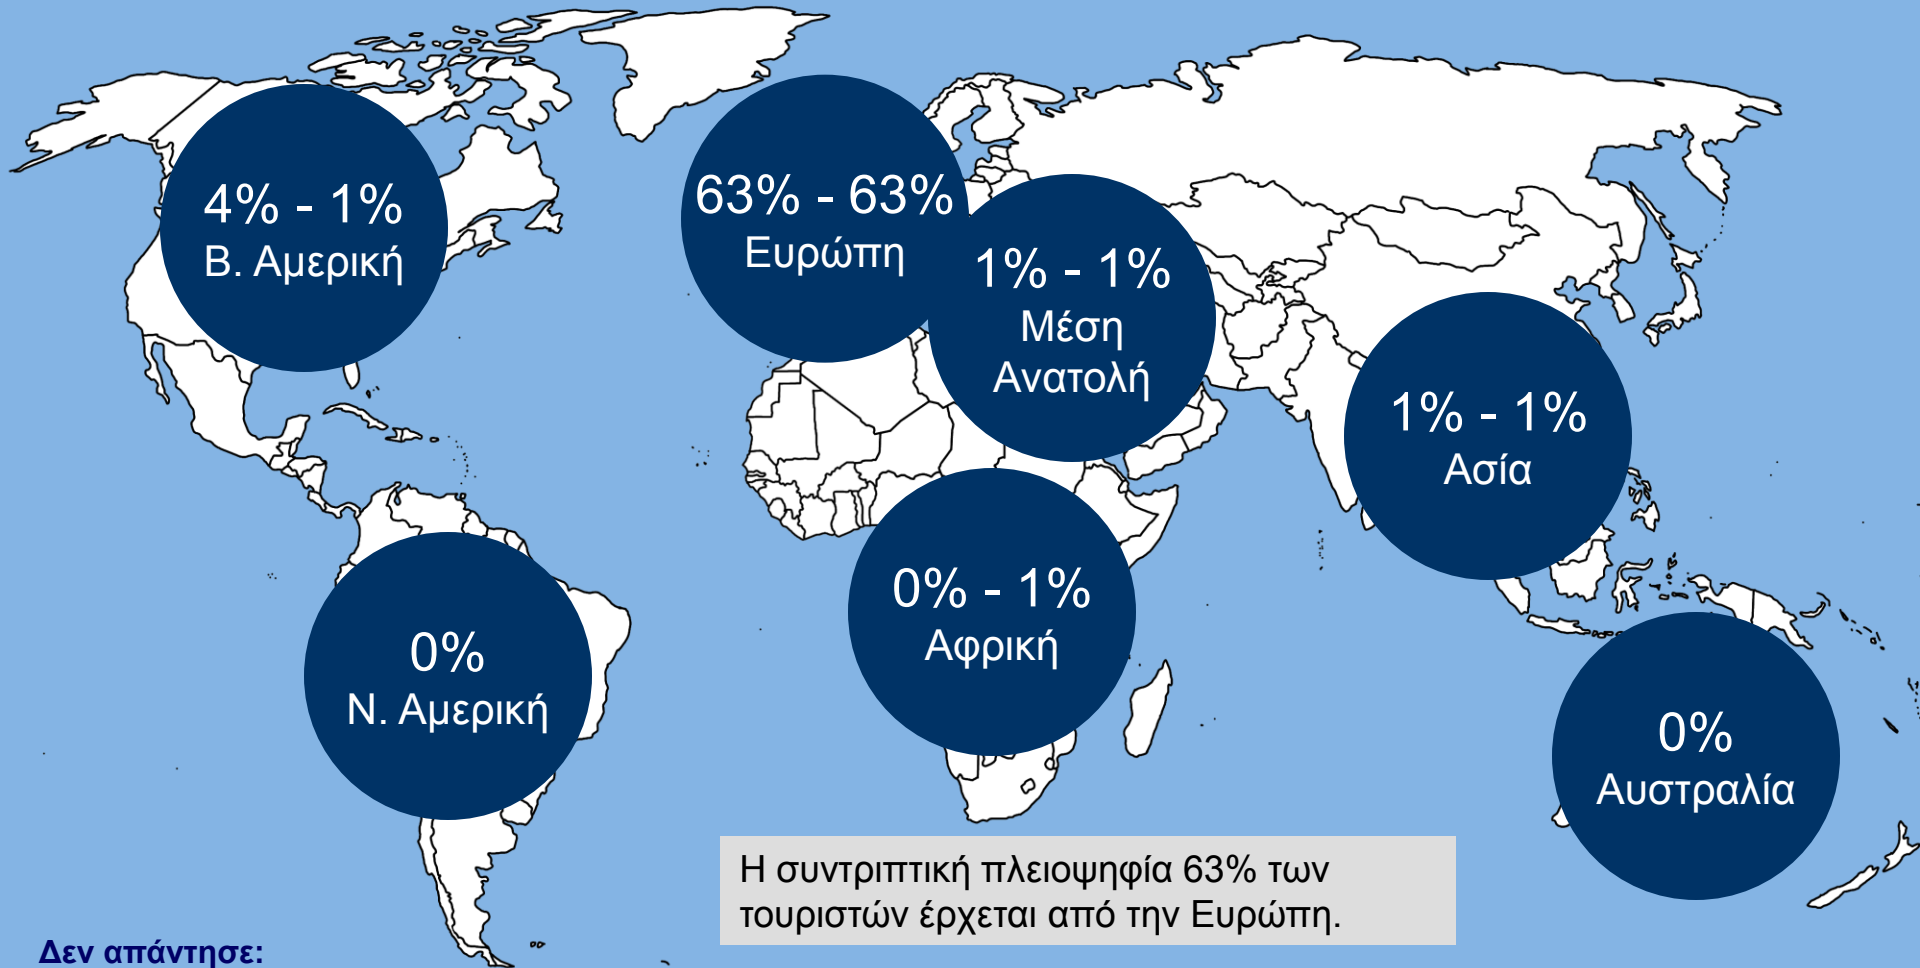 4% - 1%
Β. Αμερική
63% - 63%
Ευρώπη
1% - 1%
Μέση
Ανατολή
1% - 1%
Ασία
0% - 1%
Αφρική
0%
Ν. Αμερική
0%
Αυστραλία
Η συντριπτική πλειοψηφία 63% των
τουριστών έρχεται από την Ευρώπη.
Δεν απάντησε: